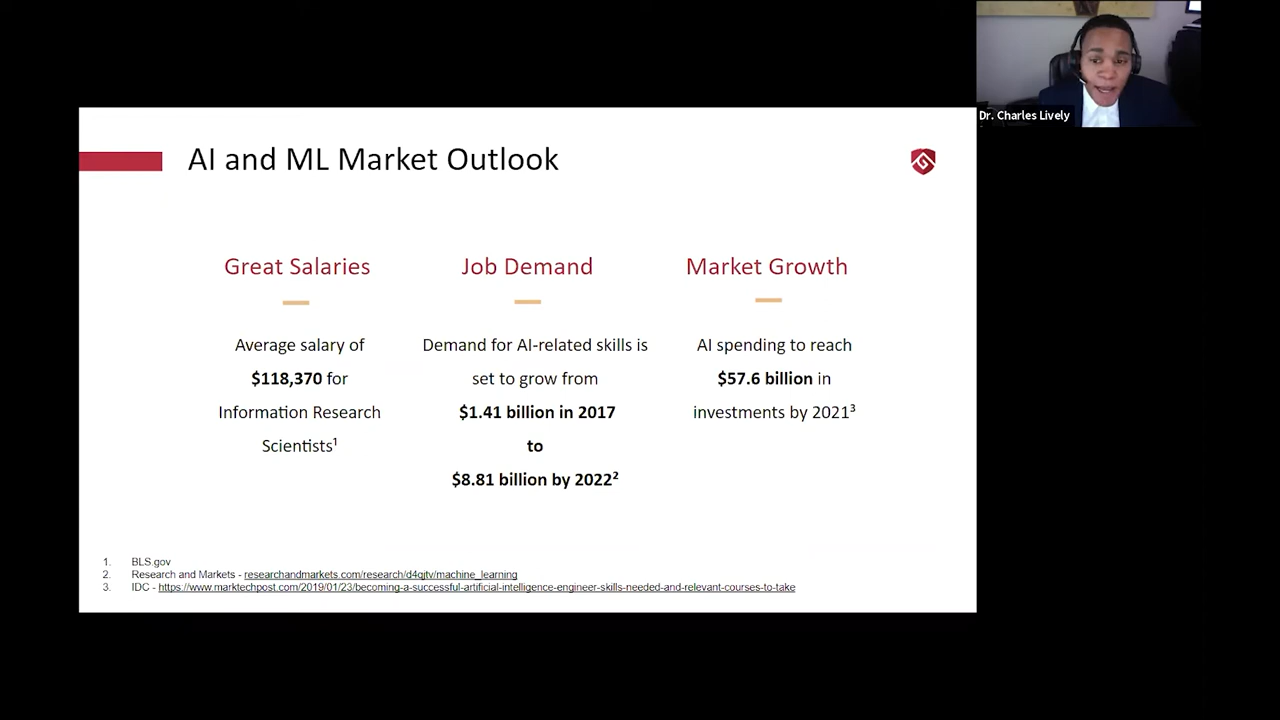 Dr. Charles Lively
AI and ML Market Outlook
Great Salaries
Average salary of
$118,370 for
Information Research
Scientists¹
Job Demand
Demand for AI-related skills is
set to grow from
$1.41 billion in 2017
to
$8.81 billion by 2022²
Market Growth
AI spending to reach
$57.6 billion in
investments by 2021³
1. BLS.gov
2. Research and Markets - researchandmarkets.com/research/d4qjtv/machine_learning
3. IDC - https://www.marktechpost.com/2019/01/23/becoming-a-successful-artificial-intelligence-engineer-skills-needed-and-relevant-courses-to-take